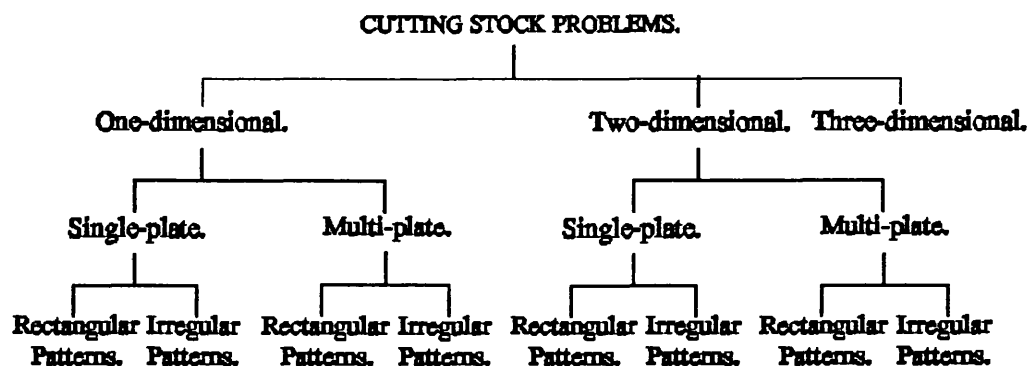 CUTTING STOCK PROBLEMS.
One-dimensional. Two-dimensional. Three-dimensional.
Single-plate. Multi-plate. Single-plate. Multi-plate.
Rectangular Irregular Rectangular Irregular Rectangular Irregular Rectangular Irregular
Patterns. Patterns. Patterns. Patterns. Patterns. Patterns. Patterns. Patterns.